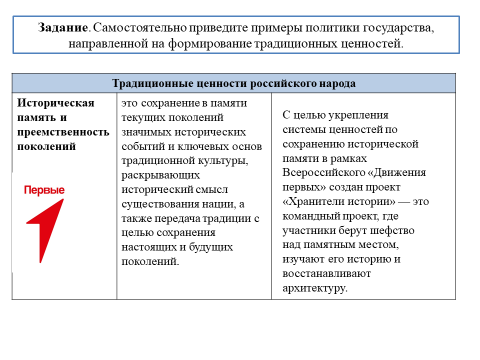 Задание. Самостоятельно приведите примеры политики государства,
направленной на формирование традиционных ценностей.
Традиционные ценности российского народа
Историческая
память и
преемственность
поколений
Первые
это сохранение в памяти
текущих поколений
значимых исторических
событий и ключевых основ
традиционной культуры,
раскрывающих
исторический смысл
существования нации, а
также передача традиции с
целью сохранения
настоящих и будущих
поколений.
С целью укрепления
системы ценностей по
сохранению исторической
памяти в рамках
Всероссийского «Движения
первых» создан проект
«Хранители истории» — это
командный проект, где
участники берут шефство
над памятным местом,
изучают его историю и
восстанавливают
архитектуру.